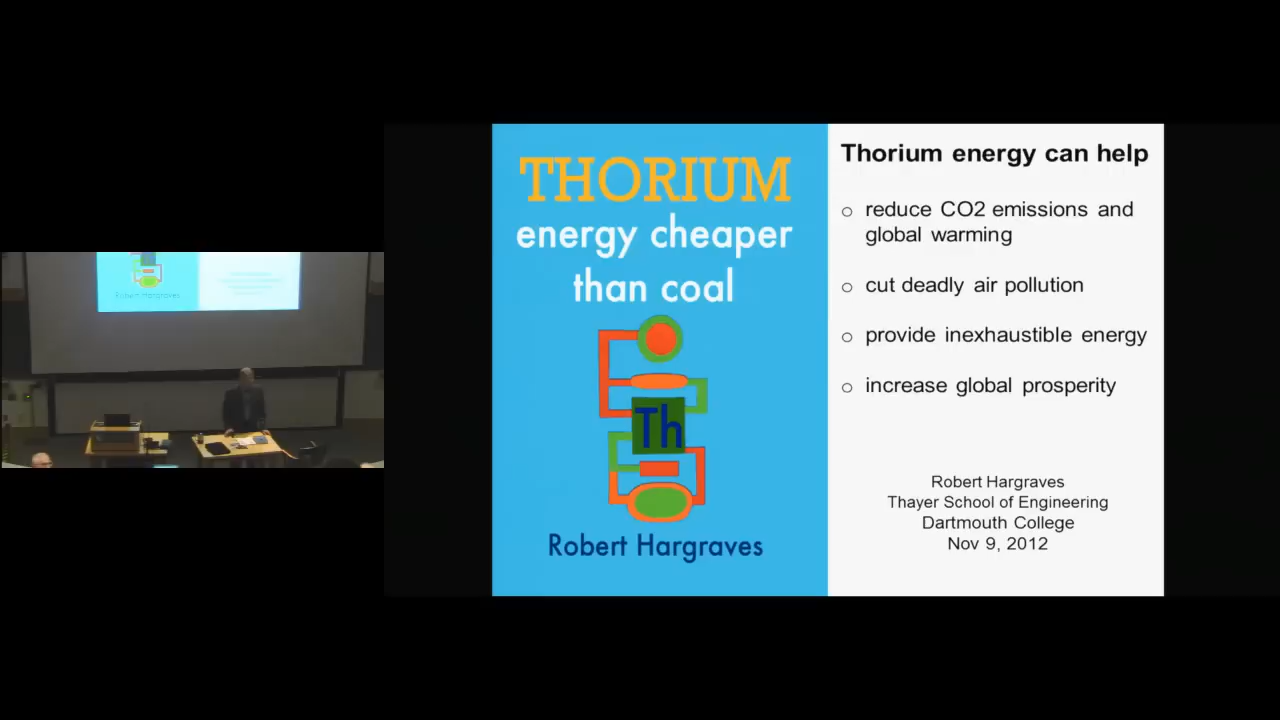 THORIUM
energy cheaper
than coal
Th
Robert Hargraves
Thorium energy can help
reduce CO2 emissions and
global warming
cut deadly air pollution
provide inexhaustible energy
increase global prosperity
Robert Hargraves
Thayer School of Engineering
Dartmouth College
Nov 9, 2012
Robert Hargraves